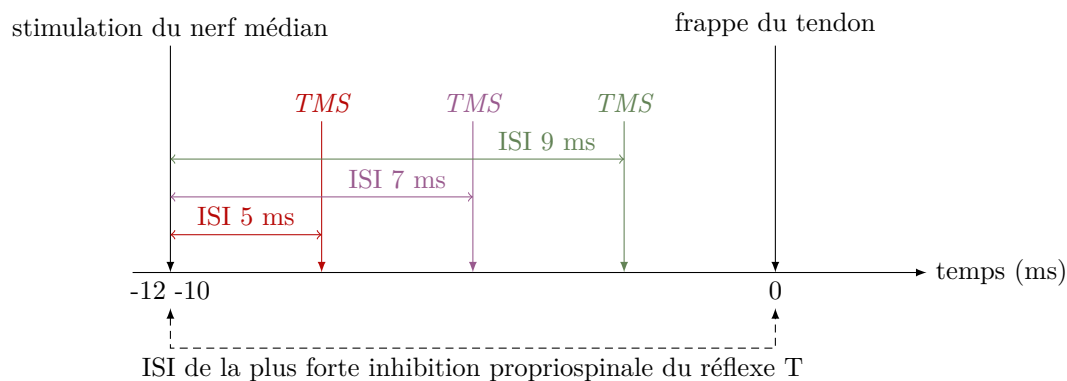 stimulation du nerf médian
frappe du tendon
TMS TMS TMS
ISI 9 ms
ISI 7 ms
ISI 5 ms
temps (ms)
-12 -10 0
ISI de la plus forte inhibition propriospinale du réflexe T